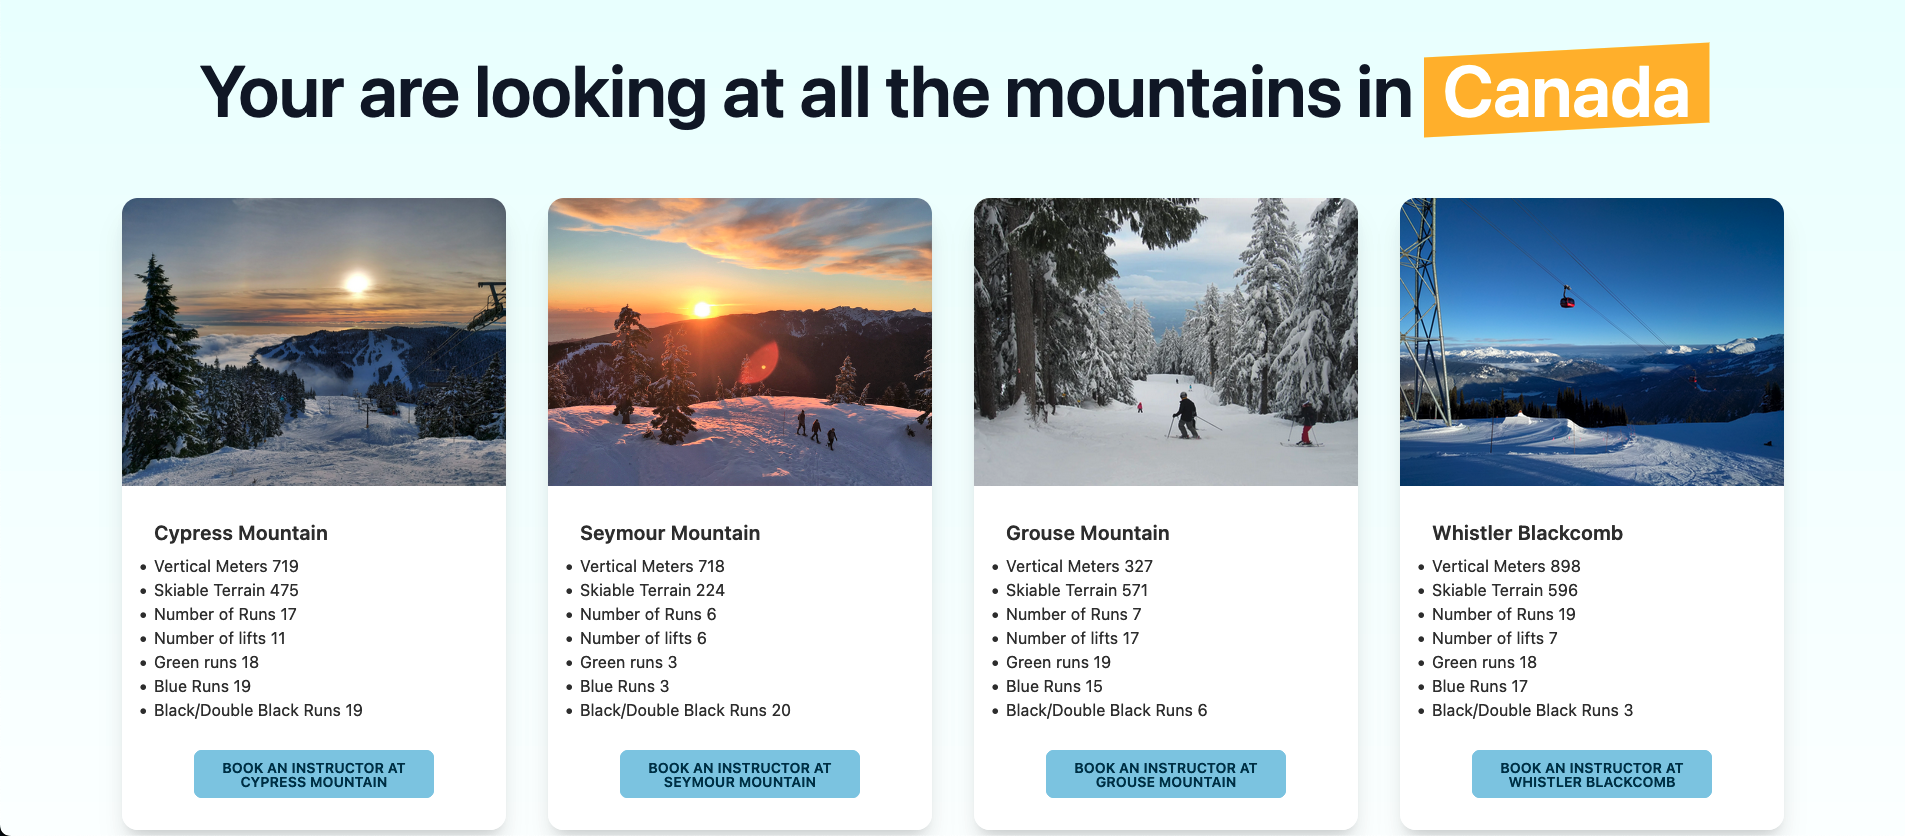 Your are looking at all the mountains in Canada
Cypress Mountain
Vertical Meters 719
Skiable Terrain 475
Number of Runs 17
Number of lifts 11
Green runs 18
Blue Runs 19
Black/Double Black Runs 19
BOOK AN INSTRUCTOR AT
CYPRESS MOUNTAIN
Seymour Mountain
Vertical Meters 718
Skiable Terrain 224
Number of Runs 6
Number of lifts 6
Green runs 3
Blue Runs 3
Black/Double Black Runs 20
BOOK AN INSTRUCTOR AT
SEYMOUR MOUNTAIN
Grouse Mountain
Vertical Meters 327
Skiable Terrain 571
Number of Runs 7
Number of lifts 17
Green runs 19
Blue Runs 15
Black/Double Black Runs 6
BOOK AN INSTRUCTOR AT
GROUSE MOUNTAIN
Whistler Blackcomb
Vertical Meters 898
Skiable Terrain 596
Number of Runs 19
Number of lifts 7
Green runs 18
Blue Runs 17
Black/Double Black Runs 3
BOOK AN INSTRUCTOR AT
WHISTLER BLACKCOMB